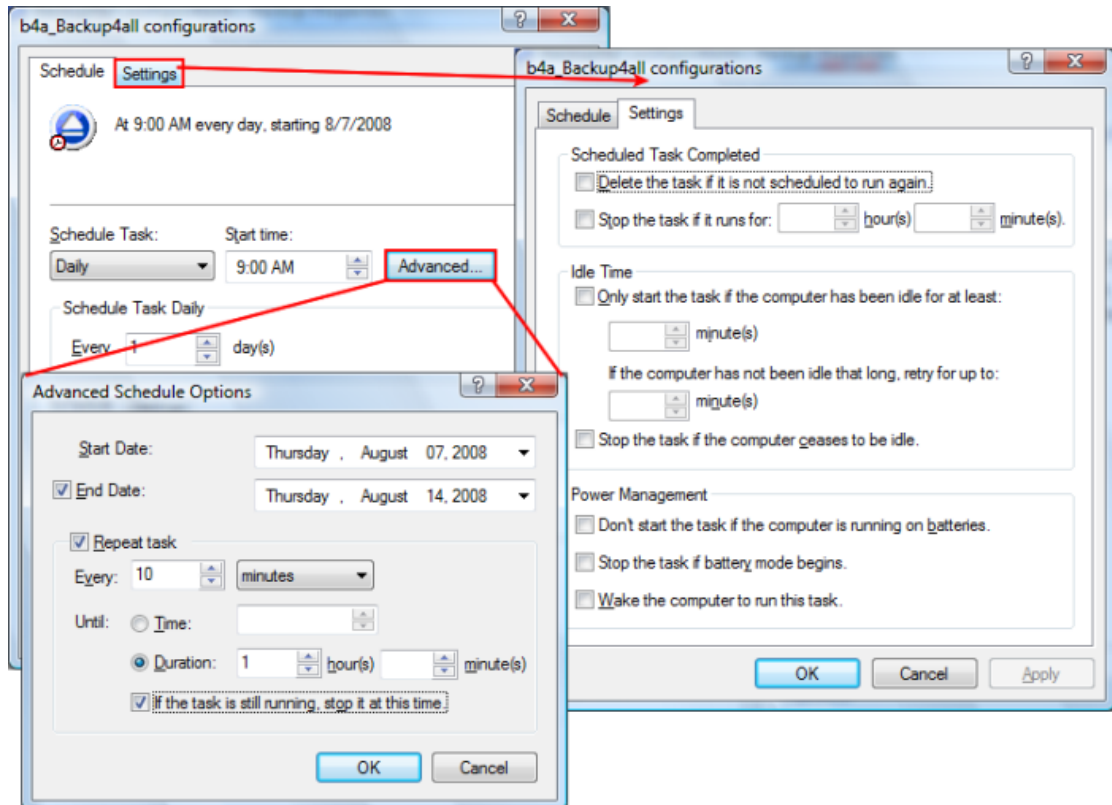 b4a_Backup4all configurations
Schedule
Settings
At 9:00 AM every day, starting 8/7/2008
Schedule Task:
Start time:
Daily
9:00 AM
Advanced...
Schedule Task Daily
Every 1 day(s)
Advanced Schedule Options
Start Date:
Thursday , August 07, 2008
End Date:
Thursday , August 14, 2008
Repeat task
Every: 10 minutes
Until: Time:
Duration: 1 hour(s) minute(s)
If the task is still running, stop it at this time.
OK
Cancel
b4a_Backup4all configurations
Schedule
Settings
Scheduled Task Completed
Delete the task if it is not scheduled to run again.
Stop the task if it runs for: hour(s) minute(s).
Idle Time
Only start the task if the computer has been idle for at least:
minute(s)
If the computer has not been idle that long, retry for up to:
minute(s)
Stop the task if the computer ceases to be idle.
Power Management
Don't start the task if the computer is running on batteries.
Stop the task if battery mode begins.
Wake the computer to run this task.
OK
Cancel
Apply